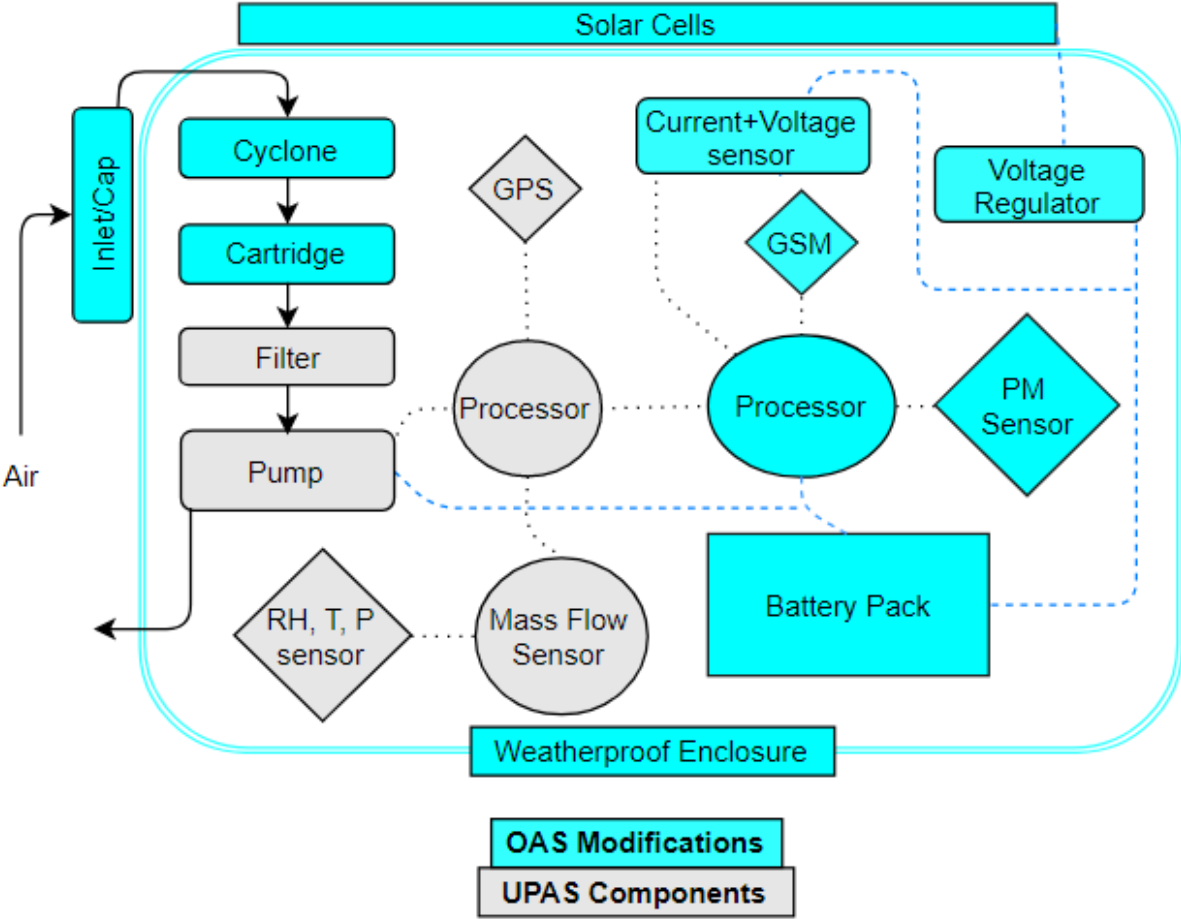 Solar Cells
Inlet/Cap
Cyclone
Current+Voltage
sensor
Voltage
Regulator
GPS
GSM
Cartridge
Filter
Processor
Processor
PM
Sensor
Air
Pump
RH, T, P
sensor
Mass Flow
Sensor
Battery Pack
Weatherproof Enclosure
OAS Modifications
UPAS Components